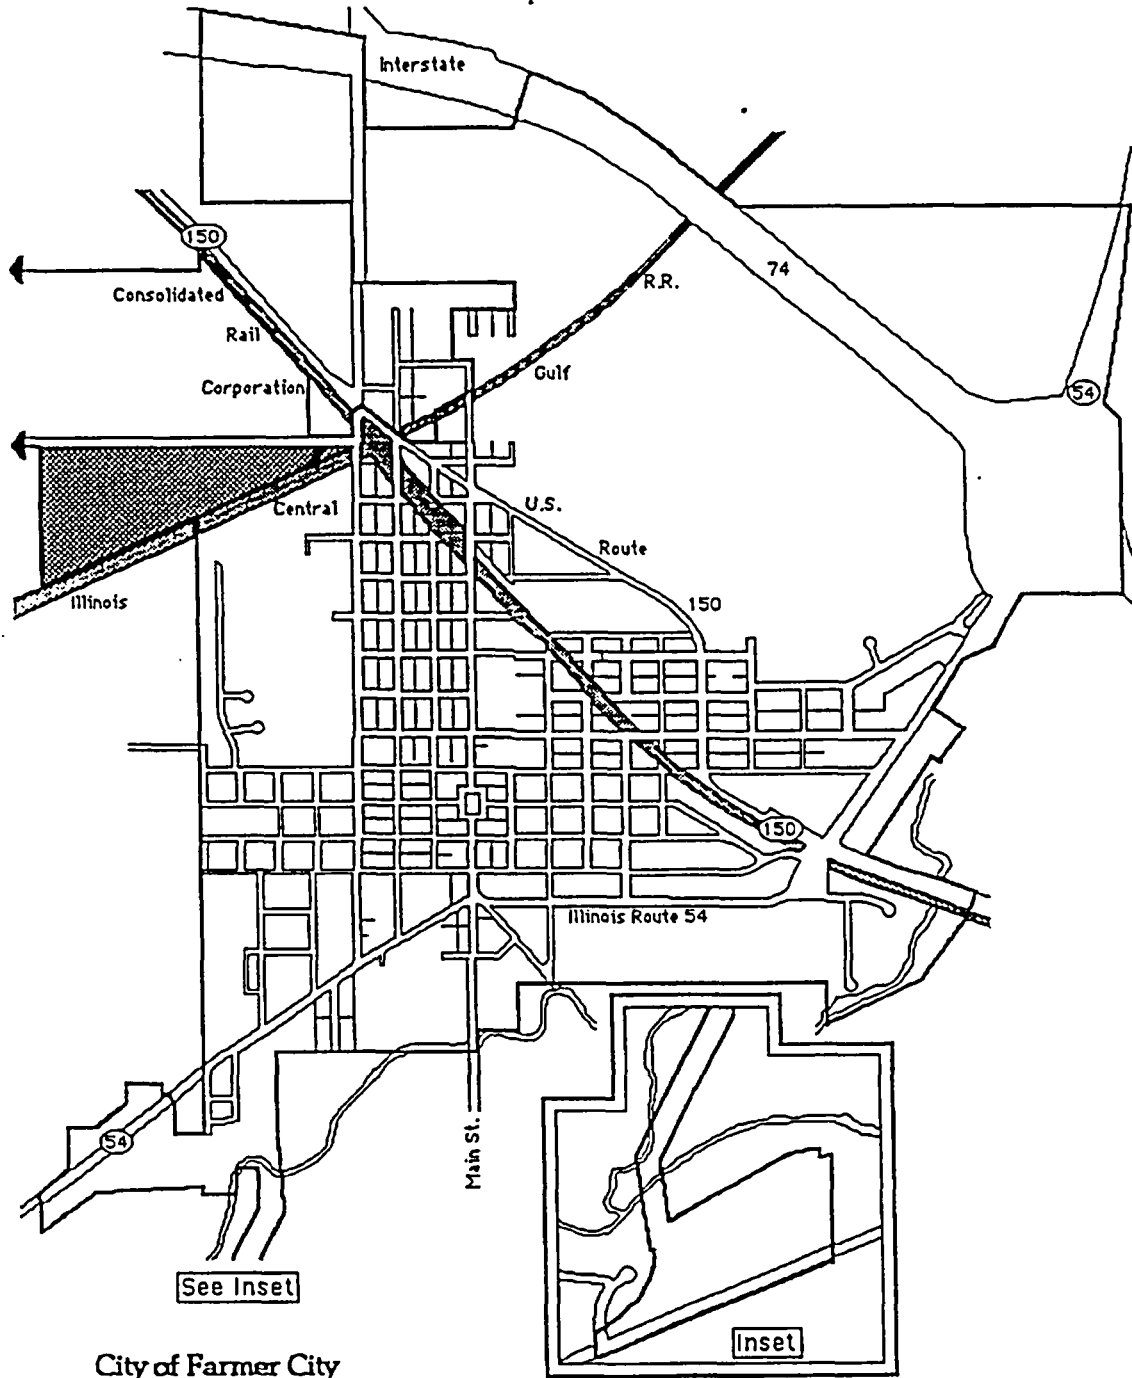 Interstate
150
74
R.R.
Consolidated
Rail
Gulf
Corporation
54
Central
U.S.
Route
Illinois
150
150
Illinois Route 54
54
Main St.
See Inset
Inset
City of Farmer City